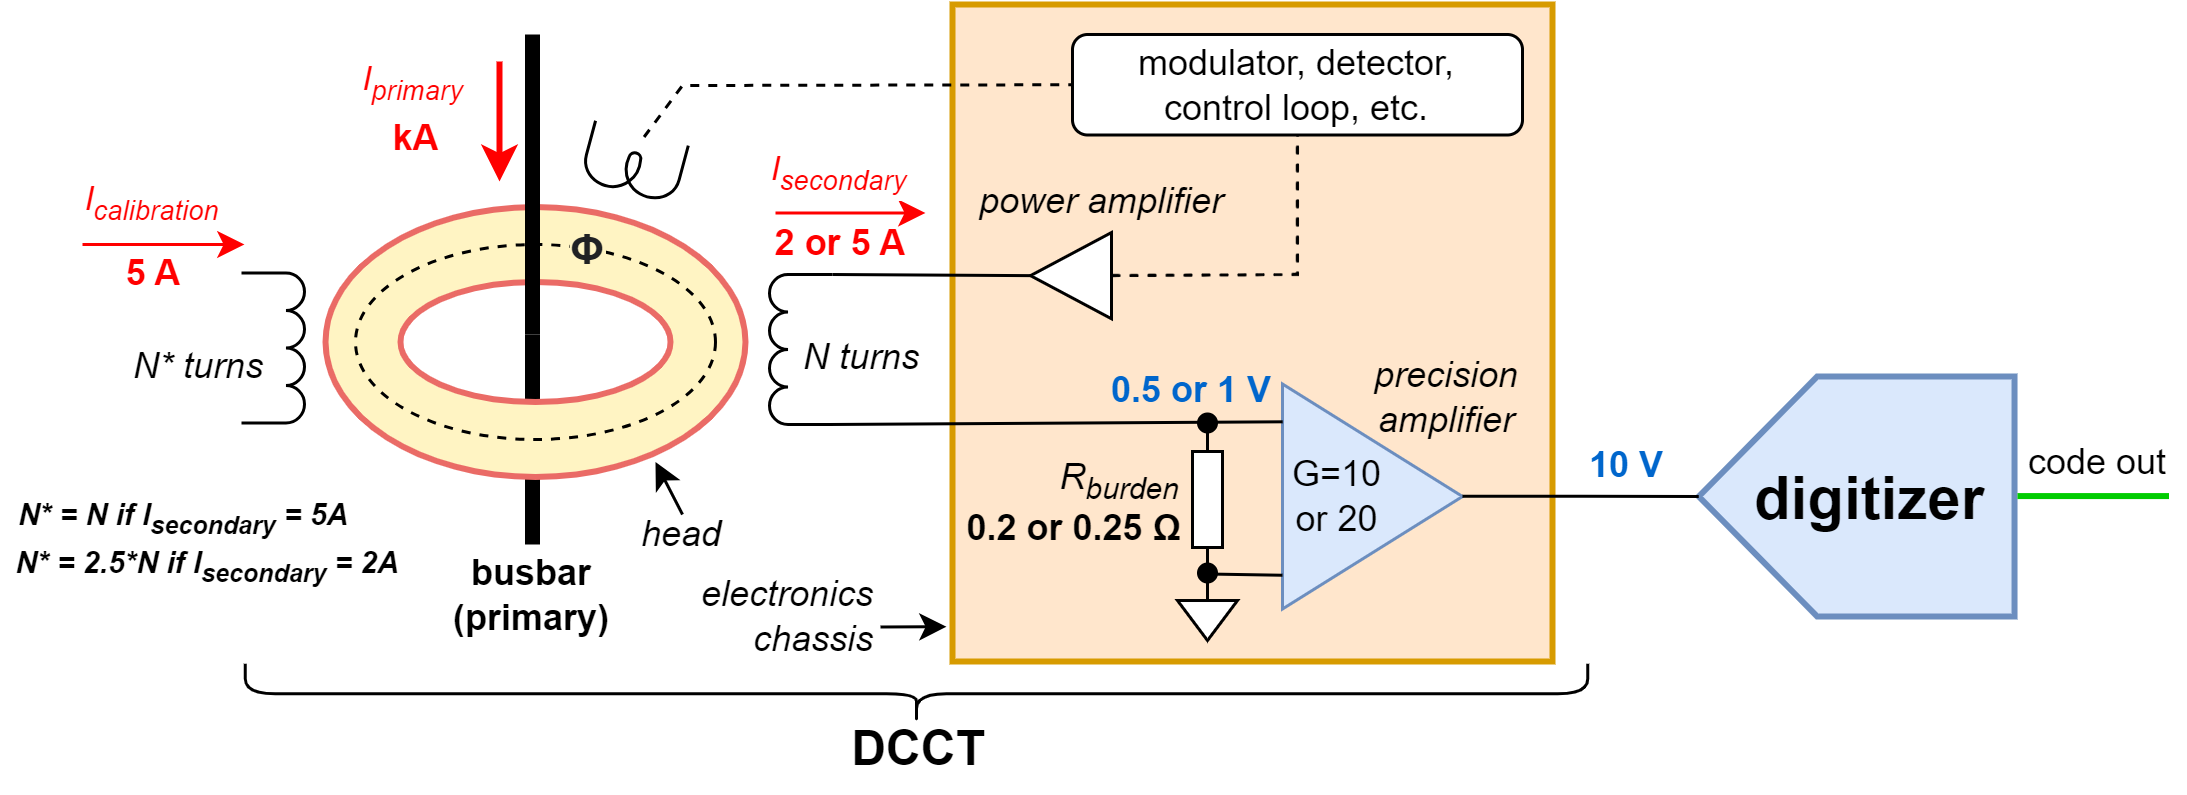 modulator, detector,
control loop, etc.
Iprimary
kA
Isecondary
2 or 5 A
power amplifier
Icalibration
5 A
Φ
N* turns
N turns
precision
amplifier
0.5 or 1 V
G=10
or 20
Rburden
0.2 or 0.25 Ω
10 V
digitizer
code out
head
N* = N if Isecondary = 5A
N* = 2.5*N if Isecondary = 2A
busbar
(primary)
electronics
chassis
DCCT